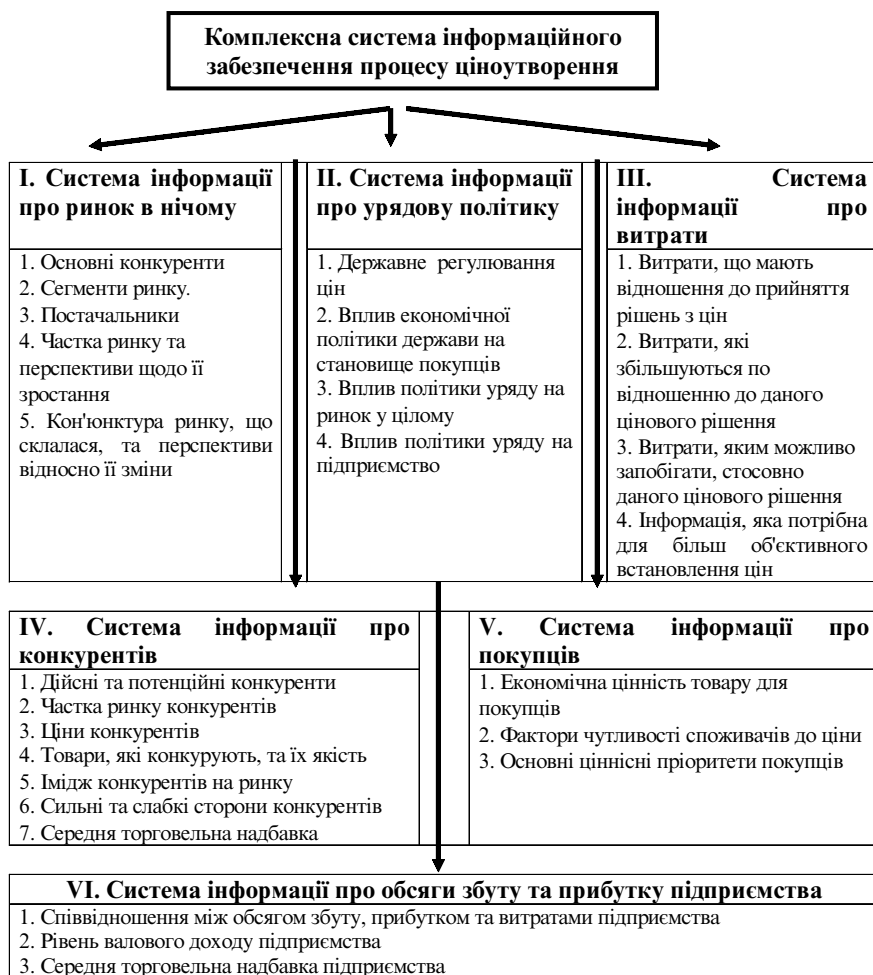 Комплексна система інформаційного
забезпечення процесу ціноутворення
I. Система інформації
про ринок в нічому
1. Основні конкуренти
2. Сегменти ринку.
3. Постачальники
4. Частка ринку та
перспективи щодо її
зростання
5. Кон'юнктура ринку, що
склалася, та перспективи
відносно її зміни
II. Система інформації
про урядову політику
1. Державне регулювання
цін
2. Вплив економічної
політики держави на
становище покупців
3. Вплив політики уряду на
ринок у цілому
4. Вплив політики уряду на
підприємство
III. Система
інформації про
витрати
1. Витрати, що мають
відношення до прийняття
рішень з цін
2. Витрати, які
збільшуються по
відношенню до даного
цінового рішення
3. Витрати, яким можливо
запобігати, стосовно
даного цінового рішення
4. Інформація, яка потрібна
для більш об'єктивного
встановлення цін
IV. Система інформації про
конкурентів
1. Дійсні та потенційні конкуренти
2. Частка ринку конкурентів
3. Ціни конкурентів
4. Товари, які конкурують, та їх якість
5. Імідж конкурентів на ринку
6. Сильні та слабкі сторони конкурентів
7. Середня торговельна надбавка
V. Система інформації про
покупців
1. Економічна цінність товару для
покупців
2. Фактори чутливості споживачів до ціни
3. Основні ціннісні пріоритети покупців
VI. Система інформації про обсяги збуту та прибутку підприємства
1. Співвідношення між обсягом збуту, прибутком та витратами підприємства
2. Рівень валового доходу підприємства
3. Середня торговельна надбавка підприємства